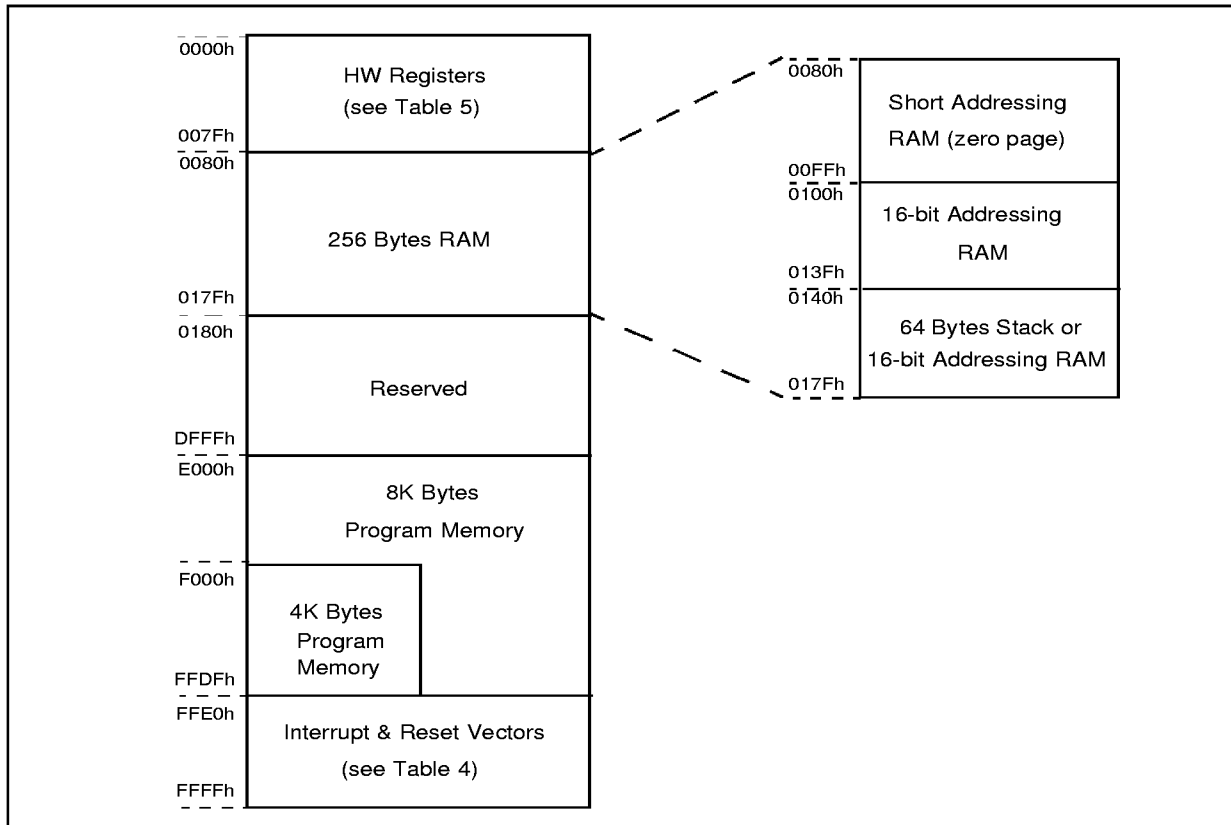 0000h
HW Registers
(see Table 5)
007Fh
0080h
256 Bytes RAM
017Fh
0180h
Reserved
DFFFh
E000h
8K Bytes
Program Memory
F000h
4K Bytes
Program
Memory
FFDFh
FFE0h
Interrupt & Reset Vectors
(see Table 4)
FFFFh
0080h
Short Addressing
RAM (zero page)
00FFh
0100h
16-bit Addressing
RAM
013Fh
0140h
64 Bytes Stack or
16-bit Addressing RAM
017Fh